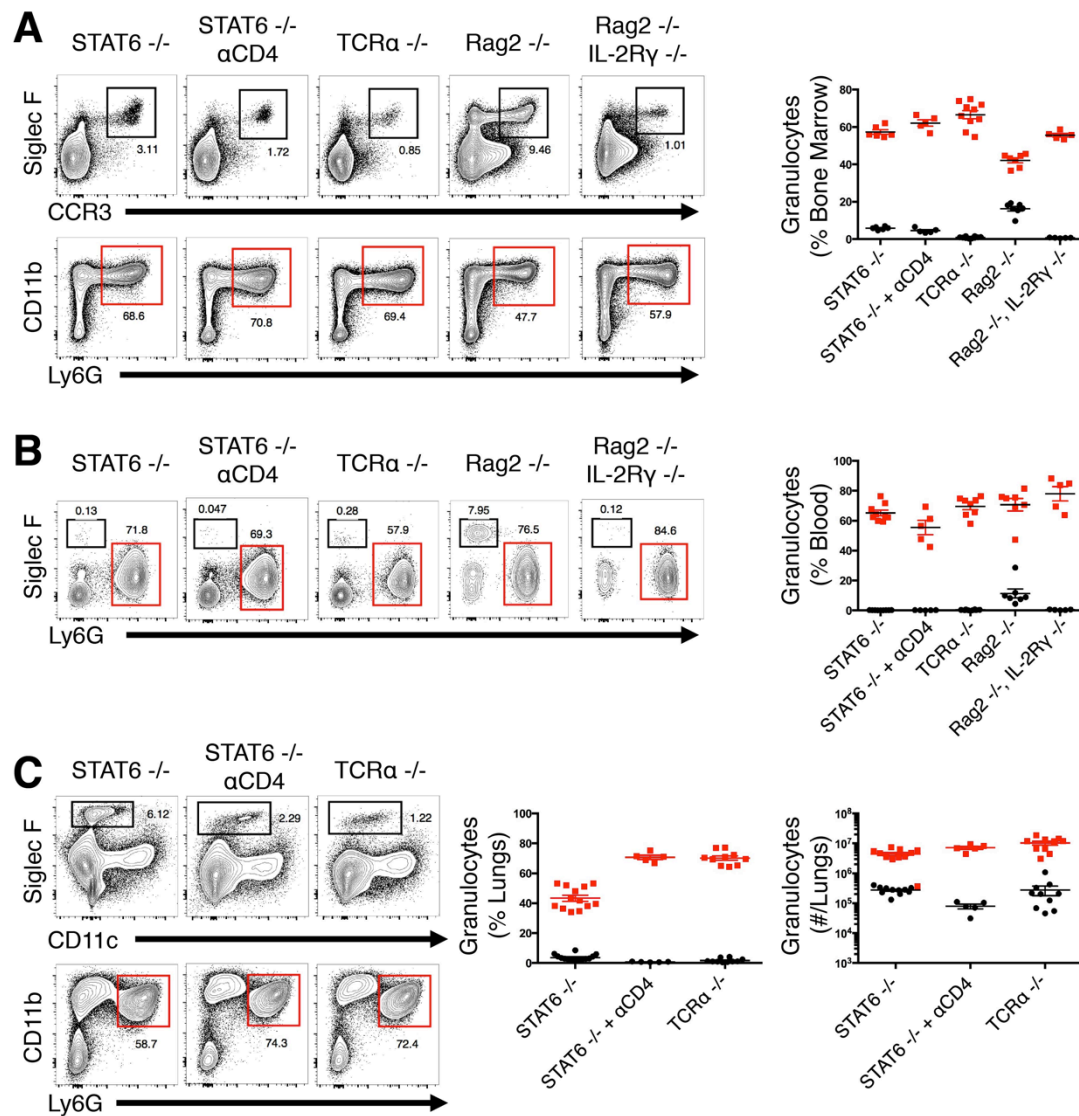 A
STAT6 -/-
STAT6 -/-
αCD4
TCRα -/-
Rag2 -/-
Rag2 -/-
IL-2Rγ -/-
Siglec F
3.11
1.72
0.85
9.46
1.01
CCR3
CD11b
68.6
70.8
69.4
47.7
57.9
Ly6G
Granulocytes
(% Bone Marrow)
80
60
40
20
0
STAT6 -/-
STAT6 -/- + αCD4
TCRα -/-
Rag2 -/-
Rag2 -/-, IL-2Rγ -/-
B
STAT6 -/-
STAT6 -/-
αCD4
TCRα -/-
Rag2 -/-
Rag2 -/-
IL-2Rγ -/-
Siglec F
0.13
71.8
0.047
69.3
0.28
57.9
7.95
76.5
0.12
84.6
Ly6G
Granulocytes
(% Blood)
100
80
60
40
20
0
STAT6 -/-
STAT6 -/- + αCD4
TCRα -/-
Rag2 -/-
Rag2 -/-, IL-2Rγ -/-
C
STAT6 -/-
STAT6 -/-
αCD4
TCRα -/-
Siglec F
6.12
2.29
1.22
CD11c
CD11b
58.7
74.3
72.4
Ly6G
Granulocytes
(% Lungs)
100
80
60
40
20
0
STAT6 -/-
STAT6 -/- + αCD4
TCRα -/-
Granulocytes
(#/Lungs)
10⁸
10⁷
10⁶
10⁵
10⁴
10³
STAT6 -/-
STAT6 -/- + αCD4
TCRα -/-